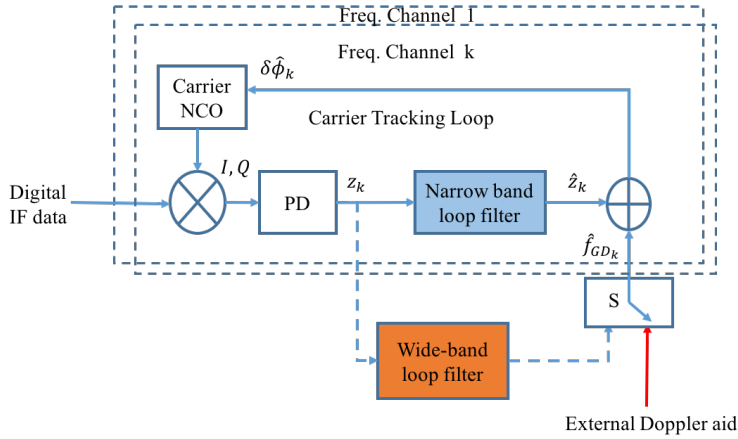 Freq. Channel l
Freq. Channel k
δϕ̂ₖ
Carrier
NCO
Carrier Tracking Loop
I, Q
Digital
IF data
PD
zₖ
Narrow band
loop filter
ẑₖ
f̂_GDₖ
S
Wide-band
loop filter
External Doppler aid